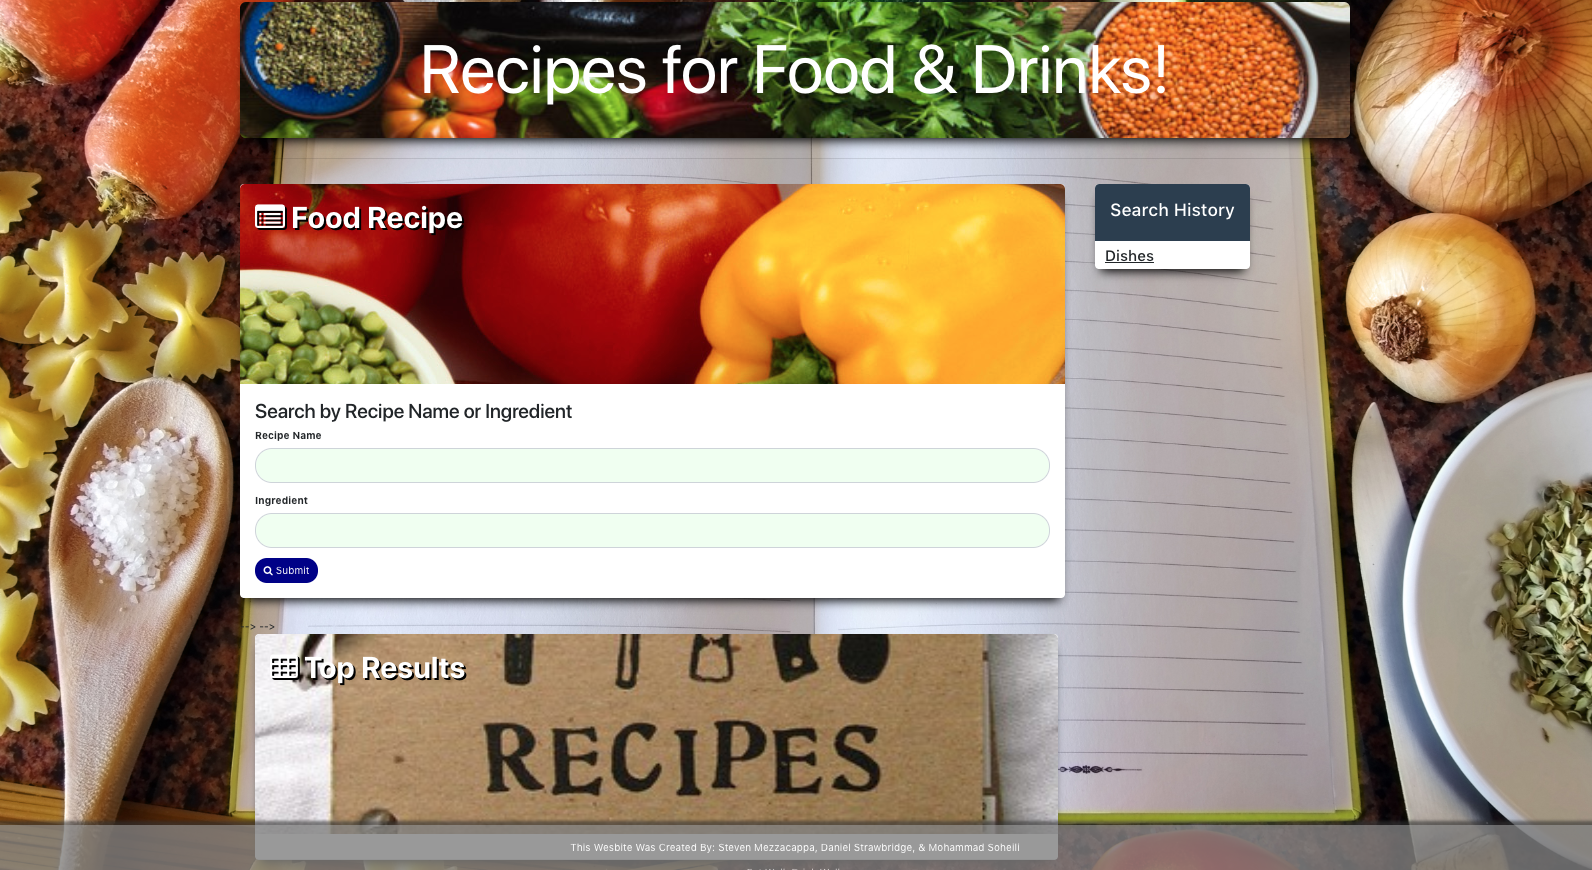 Recipes for Food & Drinks!
Food Recipe
Search History
Dishes
Search by Recipe Name or Ingredient
Recipe Name
Ingredient
Submit
--> -->
Top Results
RECIPES
This Wesbite Was Created By: Steven Mezzacappa, Daniel Strawbridge, & Mohammad Soheili